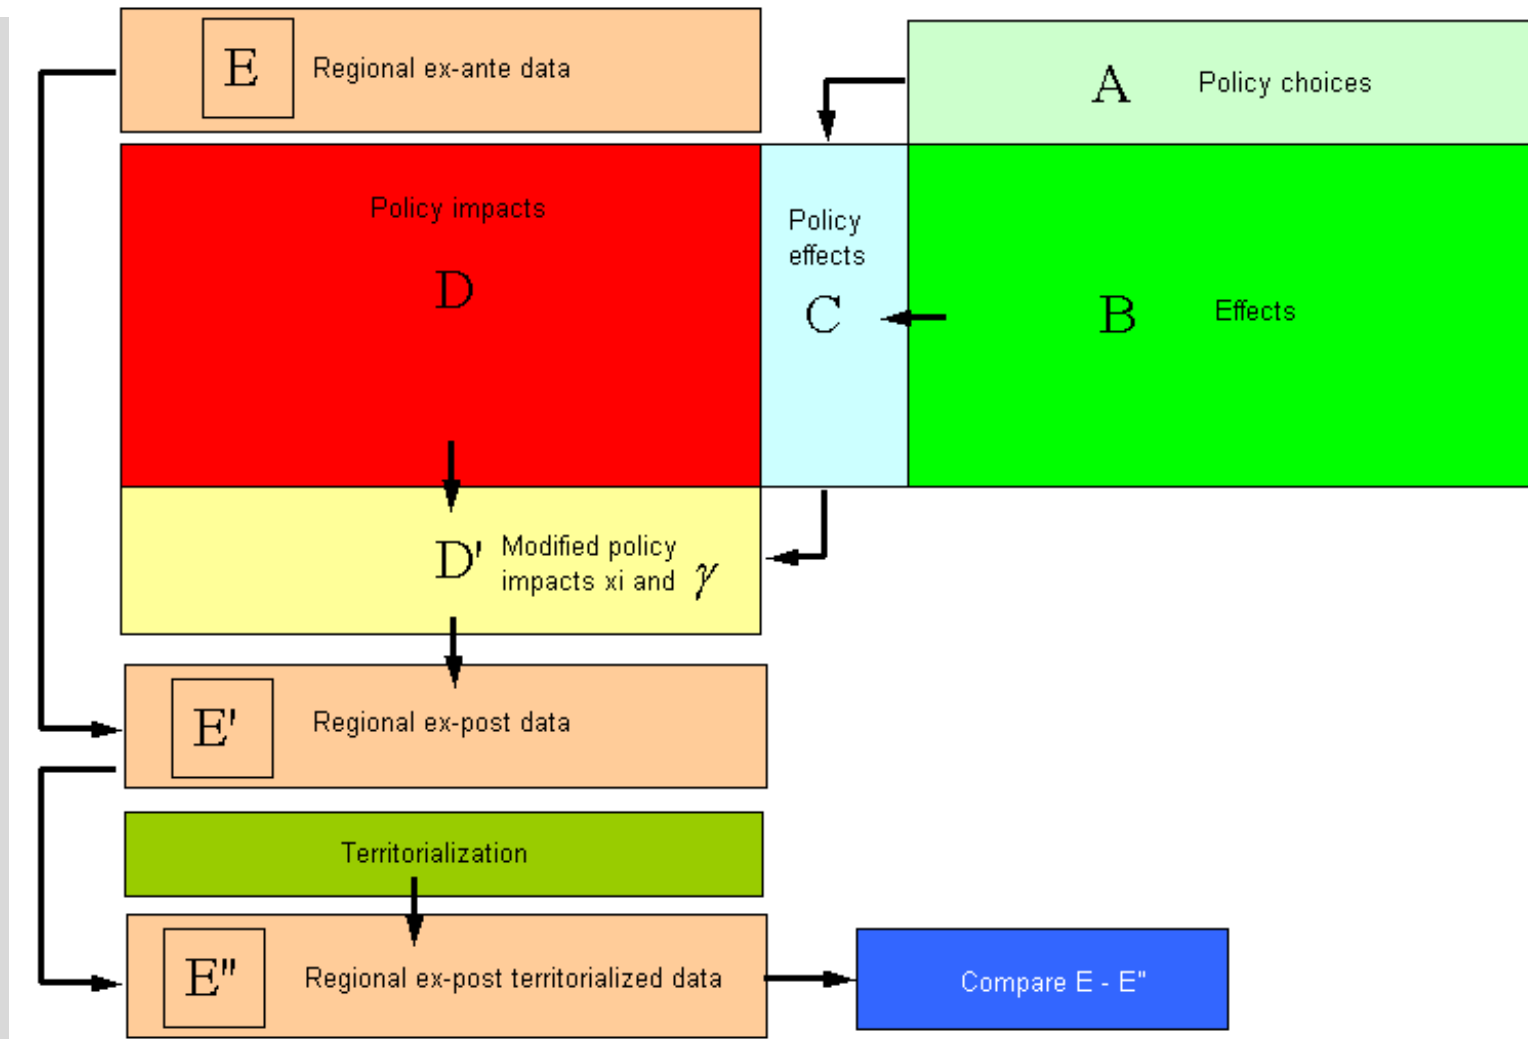 E Regional ex-ante data
A Policy choices
Policy impacts
D
Policy
effects
C
B Effects
D' Modified policy
impacts xi and γ
E' Regional ex-post data
Territorialization
E" Regional ex-post territorialized data
Compare E - E"